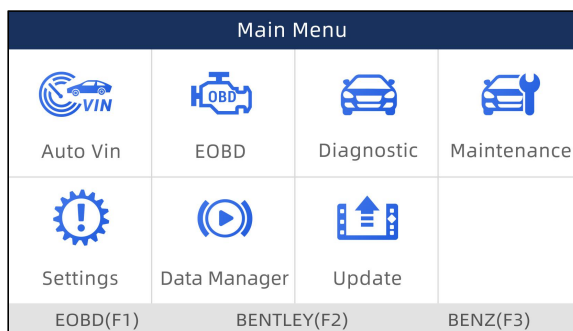 Main Menu
VIN
OBD
Auto Vin EOBD Diagnostic Maintenance
Settings Data Manager Update
EOBD(F1) BENTLEY(F2) BENZ(F3)